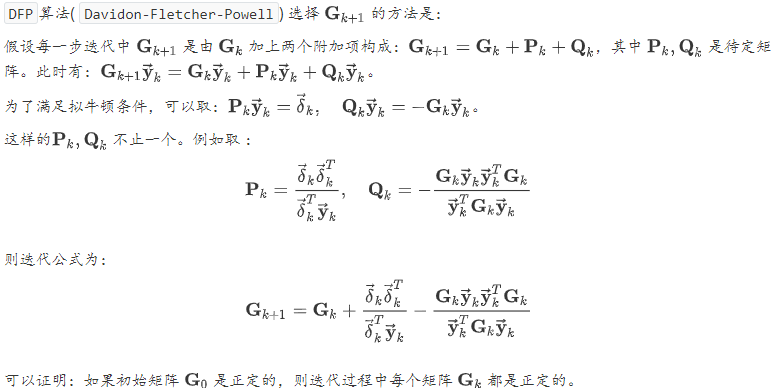 DFP 算法( Davidon-Fletcher-Powell ) 选择 $\mathbf{G}_{k+1}$ 的方法是：
假设每一步迭代中 $\mathbf{G}_{k+1}$ 是由 $\mathbf{G}_k$ 加上两个附加项构成：$\mathbf{G}_{k+1} = \mathbf{G}_k + \mathbf{P}_k + \mathbf{Q}_k$，其中 $\mathbf{P}_k, \mathbf{Q}_k$ 是待定矩
阵。此时有：$\mathbf{G}_{k+1}\vec{\mathbf{y}}_k = \mathbf{G}_k\vec{\mathbf{y}}_k + \mathbf{P}_k\vec{\mathbf{y}}_k + \mathbf{Q}_k\vec{\mathbf{y}}_k$。
为了满足拟牛顿条件，可以取：$\mathbf{P}_k\vec{\mathbf{y}}_k = \vec{\delta}_k, \quad \mathbf{Q}_k\vec{\mathbf{y}}_k = -\mathbf{G}_k\vec{\mathbf{y}}_k$。
这样的$\mathbf{P}_k, \mathbf{Q}_k$ 不止一个。例如取：
$\mathbf{P}_k = \frac{\vec{\delta}_k\vec{\delta}_k^T}{\vec{\delta}_k^T\vec{\mathbf{y}}_k}, \quad \mathbf{Q}_k = -\frac{\mathbf{G}_k\vec{\mathbf{y}}_k\vec{\mathbf{y}}_k^T\mathbf{G}_k}{\vec{\mathbf{y}}_k^T\mathbf{G}_k\vec{\mathbf{y}}_k}$
则迭代公式为：
$\mathbf{G}_{k+1} = \mathbf{G}_k + \frac{\vec{\delta}_k\vec{\delta}_k^T}{\vec{\delta}_k^T\vec{\mathbf{y}}_k} - \frac{\mathbf{G}_k\vec{\mathbf{y}}_k\vec{\mathbf{y}}_k^T\mathbf{G}_k}{\vec{\mathbf{y}}_k^T\mathbf{G}_k\vec{\mathbf{y}}_k}$
可以证明：如果初始矩阵 $\mathbf{G}_0$ 是正定的，则迭代过程中每个矩阵 $\mathbf{G}_k$ 都是正定的。